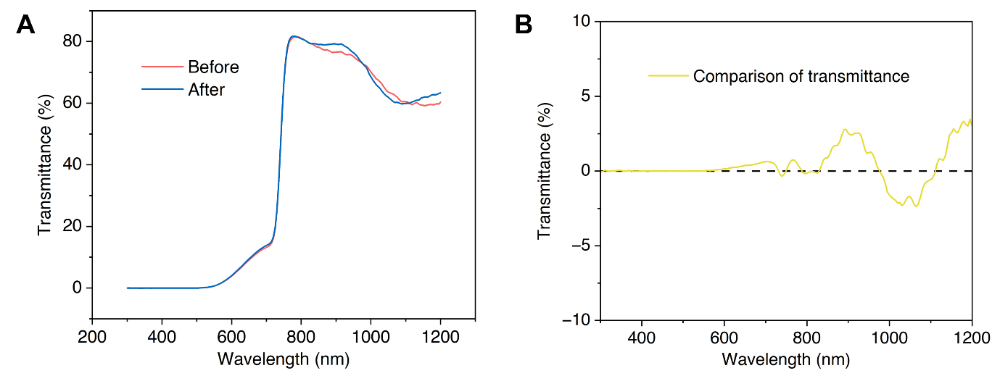 A
Transmittance (%)
80
60
40
20
0
Before
After
200
400
600
800
1000
1200
Wavelength (nm)
B
Transmittance (%)
10
5
0
−5
−10
Comparison of transmittance
400
600
800
1000
1200
Wavelength (nm)